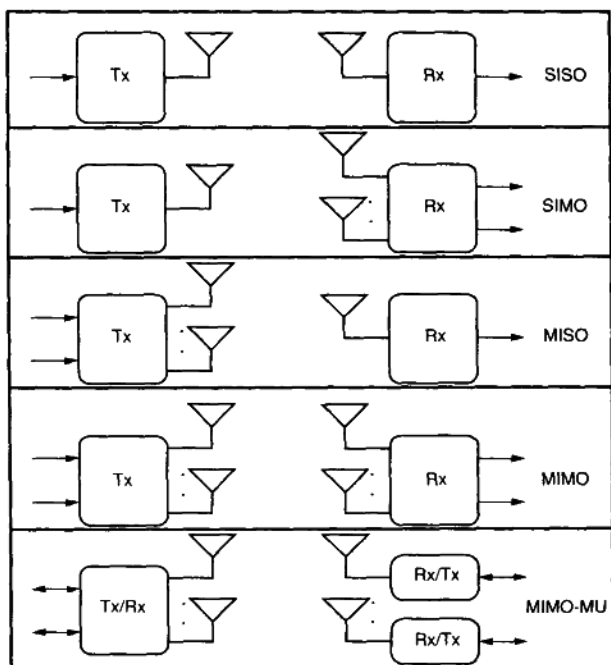 Tx Rx SISO
Tx Rx SIMO
Tx Rx MISO
Tx Rx MIMO
Rx/Tx
Tx/Rx MIMO-MU
Rx/Tx